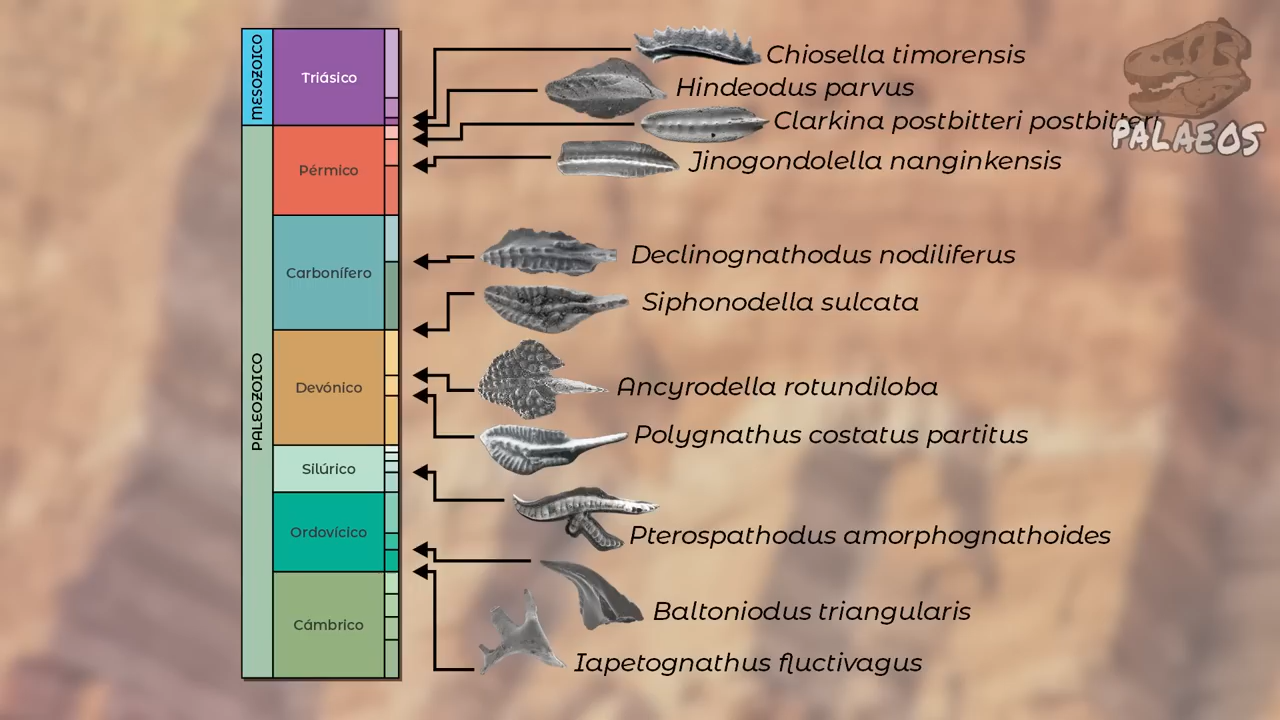 MESOZOICO
Triásico
Chiosella timorensis
Hindeodus parvus
Clarkina postbitteri postbitteri
PALAEOS
Jinogondolella nanginkensis
Pérmico
PALEOZOICO
Carbonífero
Declinognathodus nodiliferus
Siphonodella sulcata
Devónico
Ancyrodella rotundiloba
Polygnathus costatus partitus
Silúrico
Ordovícico
Pterospathodus amorphognathoides
Cámbrico
Baltoniodus triangularis
Iapetognathus fluctivagus